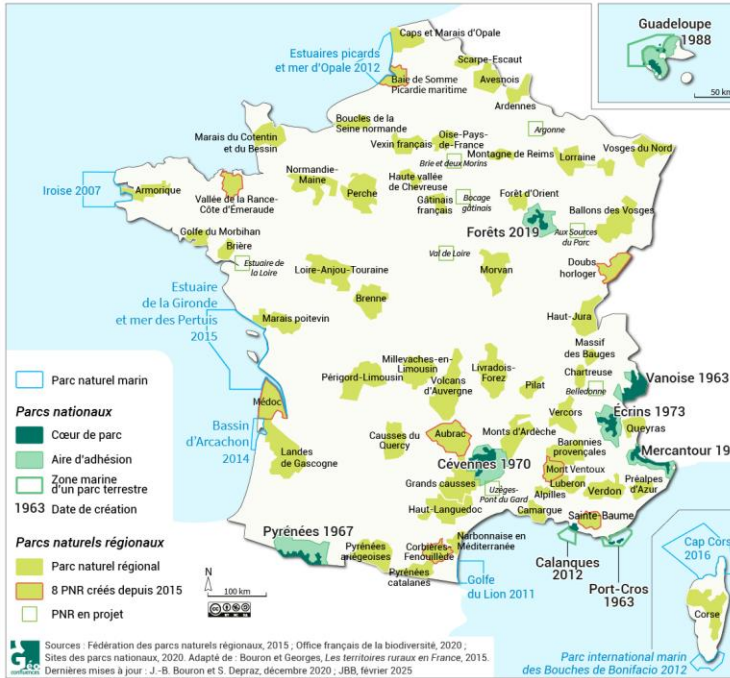 Guadeloupe
1988
50 km
Caps et Marais d'Opale
Estuaires picards
et mer d'Opale 2012
Scarpe-Escaut
Baie de Somme
Picardie maritime
Avesnois
Ardennes
Boucles de la
Seine normande
Marais du Cotentin
et du Bessin
Vexin français
Oise-Pays-
de-France
Argonne
Brie et deux Morins
Montagne de Reims
Lorraine
Vosges du Nord
Iroise 2007
Armorique
Vallée de la Rance-
Côte d'Émeraude
Normandie-
Maine
Perche
Haute vallée
de Chevreuse
Gâtinais
français
Bocage
gâtinais
Forêt d'Orient
Forêts 2019
Aux Sources
du Parc
Ballons des Vosges
Golfe du Morbihan
Brière
Estuaire de
la Loire
Loire-Anjou-Touraine
Val de Loire
Brenne
Morvan
Doubs
horloger
Estuaire
de la Gironde
et mer des Pertuis
2015
Marais poitevin
Haut-Jura
Massif
des Bauges
Périgord-Limousin
Millevaches-en-
Limousin
Volcans
d'Auvergne
Livradois-
Forez
Pilat
Chartreuse
Belledonne
Vanoise 1963
Médoc
Bassin
d'Arcachon
2014
Landes
de Gascogne
Causses du
Quercy
Aubrac
Monts d'Ardèche
Vercors
Écrins 1973
Queyras
Cévennes 1970
Baronnies
provençales
Mercantour 19
Grands causses
Uzèges-
Pont du Gard
Mont Ventoux
Luberon
Alpilles
Verdon
Préalpes
d'Azur
Haut-Languedoc
Camargue
Sainte-Baume
Pyrénées 1967
Pyrénées
ariégeoises
Corbières-
Fenouillède
Narbonnaise en
Méditerranée
Pyrénées
catalanes
Golfe
du Lion 2011
Calanques
2012
Port-Cros
1963
Cap Cors
2016
Corse
Parc international marin
des Bouches de Bonifacio 2012
Parc naturel marin
Parcs nationaux
Cœur de parc
Aire d'adhésion
Zone marine
d'un parc terrestre
1963 Date de création
Parcs naturels régionaux
Parc naturel régional
8 PNR créés depuis 2015
PNR en projet
N
100 km
Géo
confluences
Sources : Fédération des parcs naturels régionaux, 2015 ; Office français de la biodiversité, 2020 ;
Sites des parcs nationaux, 2020. Adapté de : Bouron et Georges, Les territoires ruraux en France, 2015.
Dernières mises à jour : J.-B. Bouron et S. Depraz, décembre 2020 ; JBB, février 2025